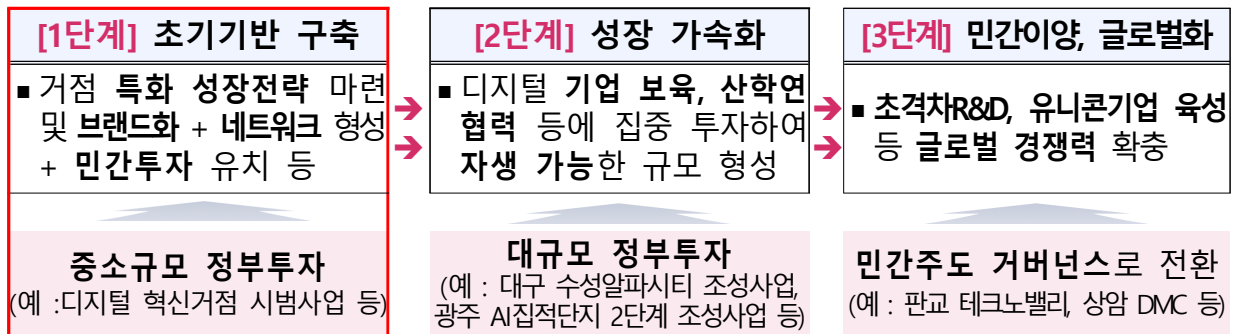 [1단계] 초기기반 구축
▪ 거점 특화 성장전략 마련
및 브랜드화 + 네트워크 형성
+ 민간투자 유치 등
중소규모 정부투자
(예 :디지털 혁신거점 시범사업 등)
[2단계] 성장 가속화
▪ 디지털 기업 보육, 산학연
협력 등에 집중 투자하여
자생 가능한 규모 형성
대규모 정부투자
(예 : 대구 수성알파시티 조성사업,
광주 AI집적단지 2단계 조성사업 등)
[3단계] 민간이양, 글로벌화
▪ 초격차R&D, 유니콘기업 육성
등 글로벌 경쟁력 확충
민간주도 거버넌스로 전환
(예 : 판교 테크노밸리, 상암 DMC 등)